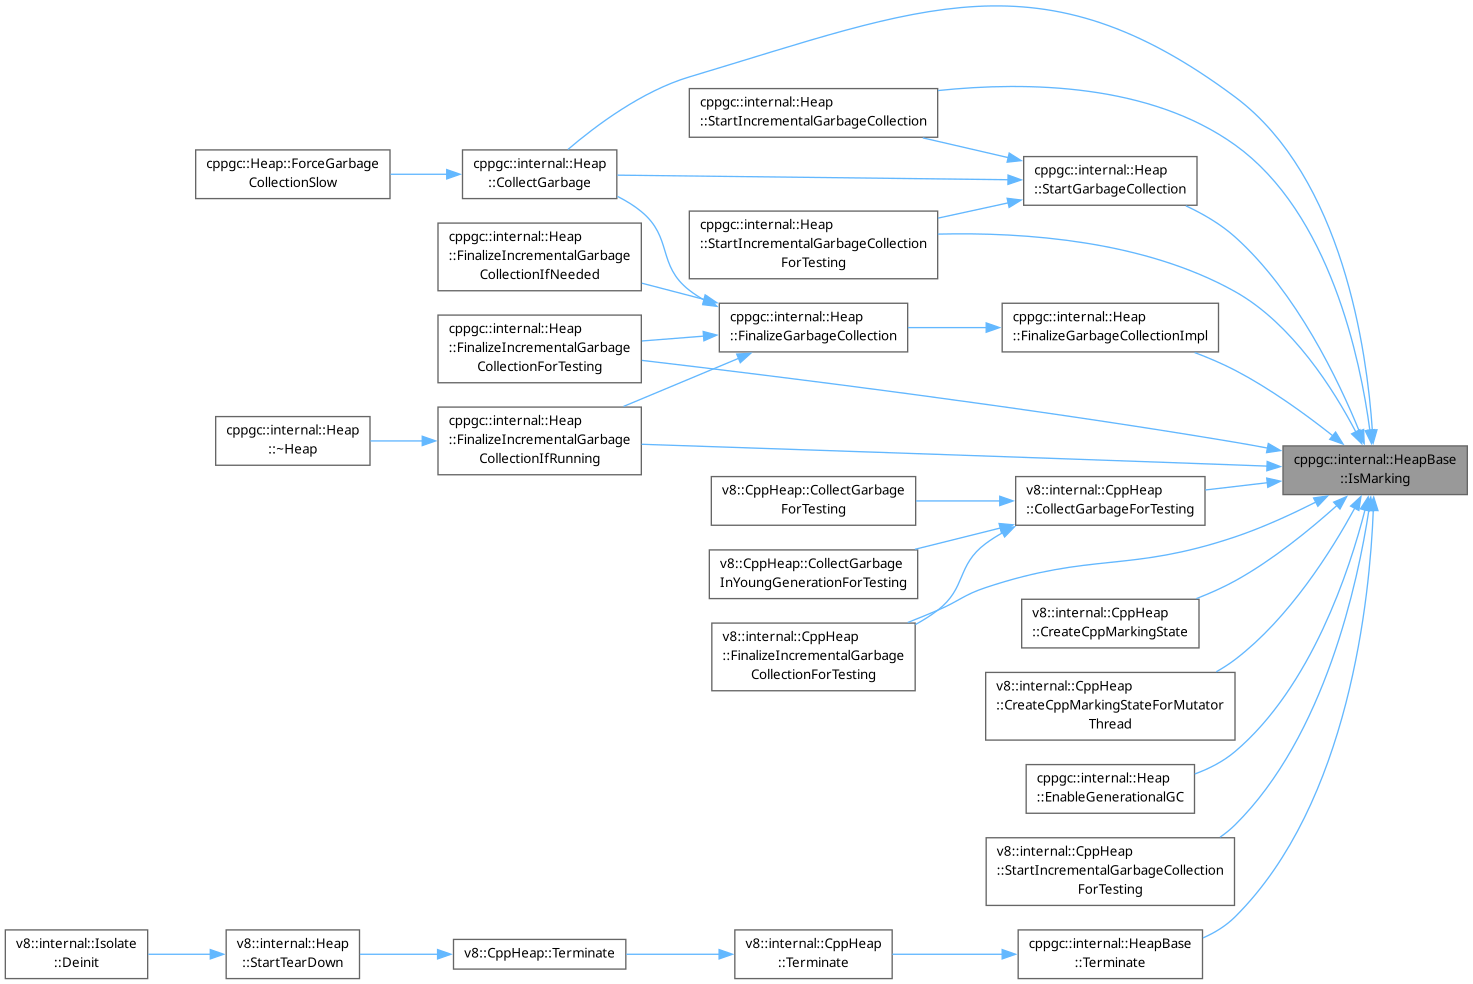 cppgc::internal::Heap
::StartIncrementalGarbageCollection
cppgc::Heap::ForceGarbage
CollectionSlow
cppgc::internal::Heap
::CollectGarbage
cppgc::internal::Heap
::StartGarbageCollection
cppgc::internal::Heap
::StartIncrementalGarbageCollection
ForTesting
cppgc::internal::Heap
::FinalizeIncrementalGarbage
CollectionIfNeeded
cppgc::internal::Heap
::FinalizeGarbageCollection
cppgc::internal::Heap
::FinalizeGarbageCollectionImpl
cppgc::internal::Heap
::FinalizeIncrementalGarbage
CollectionForTesting
cppgc::internal::Heap
::~Heap
cppgc::internal::Heap
::FinalizeIncrementalGarbage
CollectionIfRunning
cppgc::internal::HeapBase
::IsMarking
v8::CppHeap::CollectGarbage
ForTesting
v8::internal::CppHeap
::CollectGarbageForTesting
v8::CppHeap::CollectGarbage
InYoungGenerationForTesting
v8::internal::CppHeap
::CreateCppMarkingState
v8::internal::CppHeap
::FinalizeIncrementalGarbage
CollectionForTesting
v8::internal::CppHeap
::CreateCppMarkingStateForMutator
Thread
cppgc::internal::Heap
::EnableGenerationalGC
v8::internal::CppHeap
::StartIncrementalGarbageCollection
ForTesting
v8::internal::Isolate
::Deinit
v8::internal::Heap
::StartTearDown
v8::CppHeap::Terminate
v8::internal::CppHeap
::Terminate
cppgc::internal::HeapBase
::Terminate